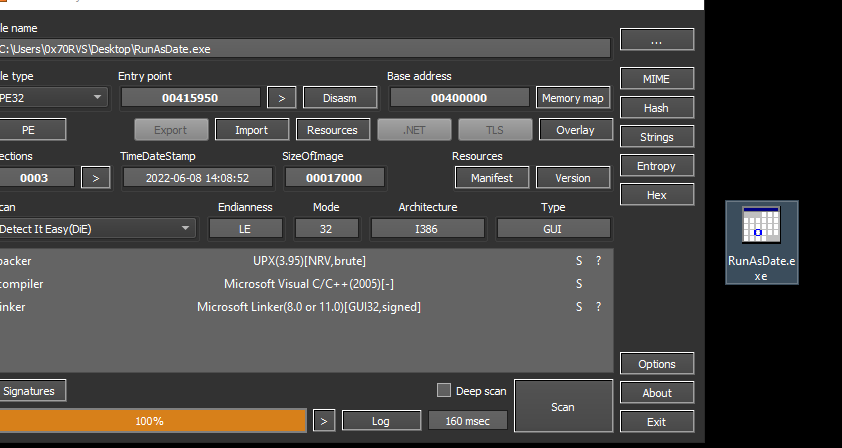 le name
C:\Users\0x70RVS\Desktop\RunAsDate.exe
...
le type
Entry point
Base address
PE32
00415950
>
Disasm
00400000
Memory map
MIME
PE
Export
Import
Resources
.NET
TLS
Overlay
Hash
Strings
ections
TimeDateStamp
SizeOfImage
Resources
0003
>
2022-06-08 14:08:52
00017000
Manifest
Version
Entropy
Hex
can
Endianness
Mode
Architecture
Type
Detect It Easy(DiE)
LE
32
I386
GUI
packer
UPX(3.95)[NRV,brute]
S ?
compiler
Microsoft Visual C/C++(2005)[-]
S
inker
Microsoft Linker(8.0 or 11.0)[GUI32,signed]
S ?
RunAsDate.e
xe
Options
Signatures
Deep scan
Scan
About
100%
>
Log
160 msec
Exit